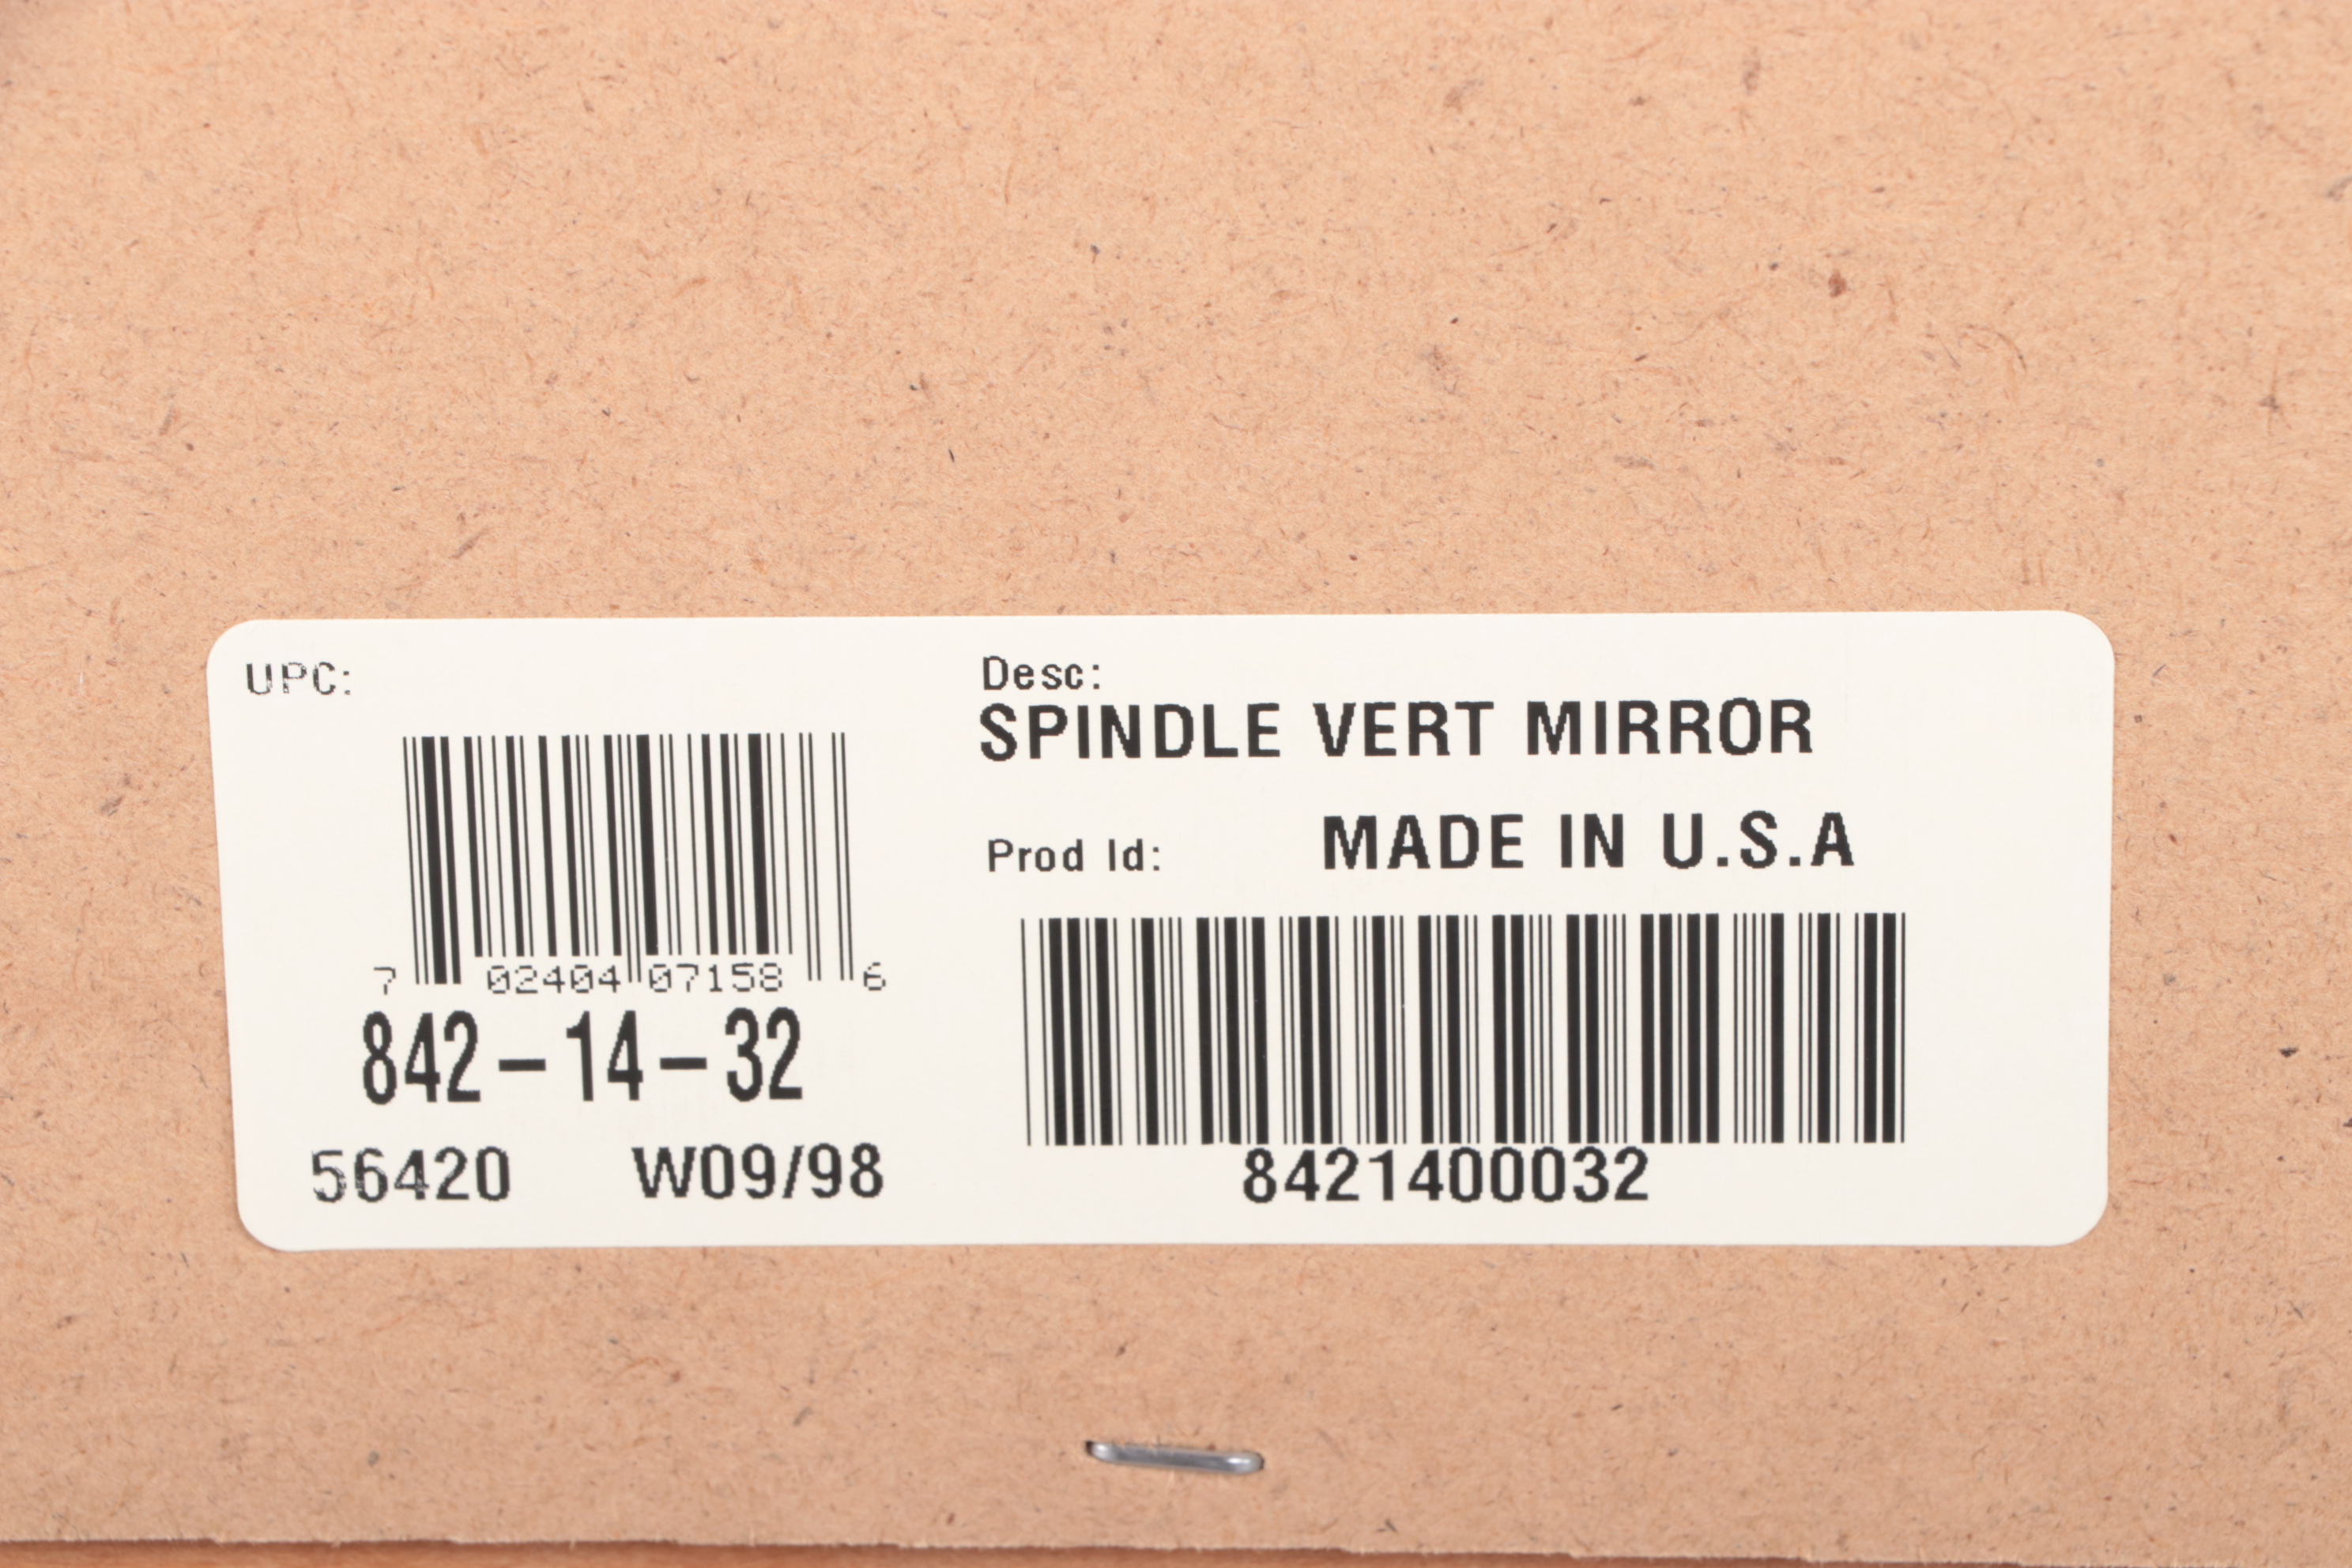 UPC:
7 02404 07158 6
842-14-32
56420 W09/98
Desc:
SPINDLE VERT MIRROR
Prod Id: MADE IN U.S.A
8421400032